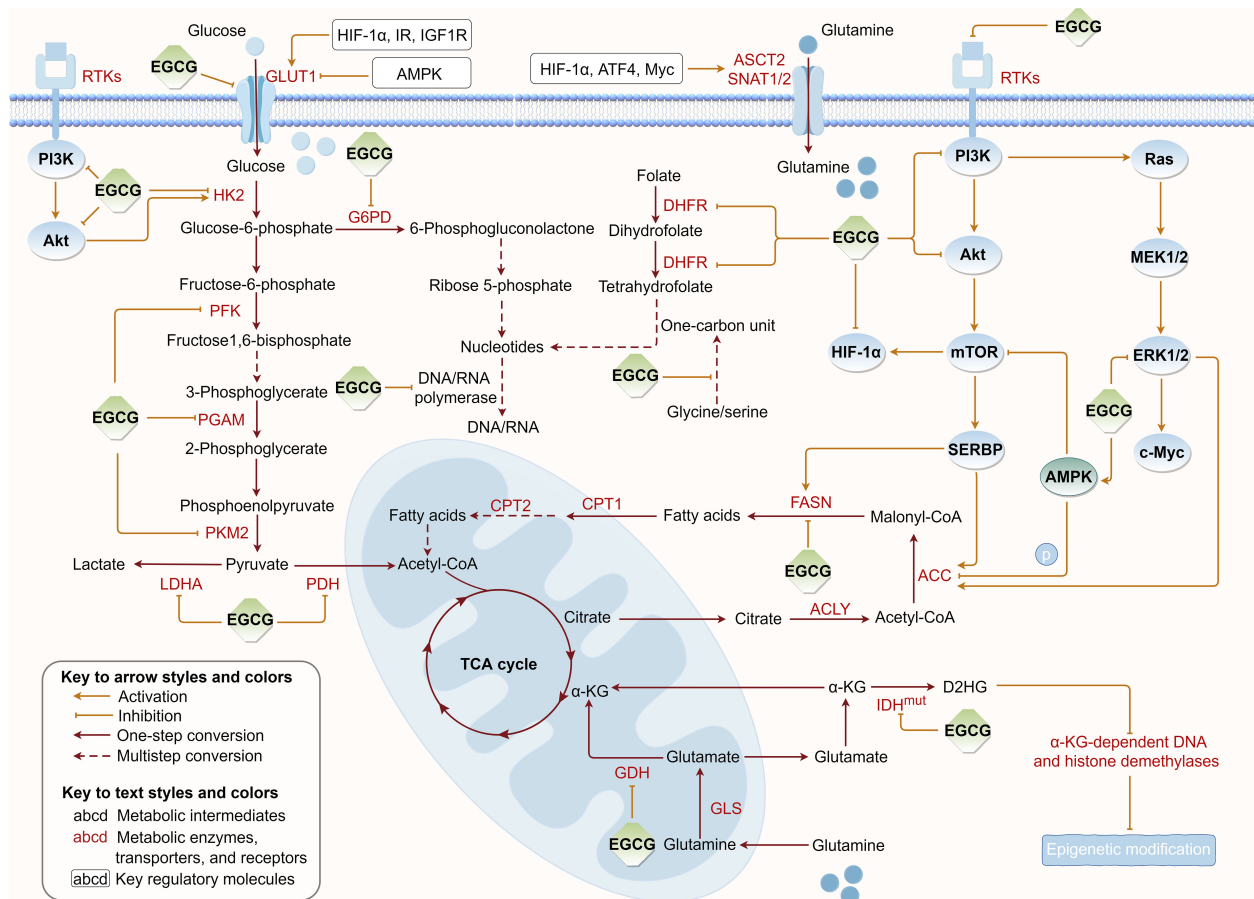 Glucose
HIF-1α, IR, IGF1R
EGCG
GLUT1
AMPK
RTKs
HIF-1α, ATF4, Myc
ASCT2
SNAT1/2
Glutamine
EGCG
RTKs
PI3K
Glucose
EGCG
Glutamine
PI3K
Ras
EGCG
HK2
Folate
DHFR
G6PD
Akt
Glucose-6-phosphate
6-Phosphogluconolactone
Dihydrofolate
EGCG
Akt
MEK1/2
DHFR
Fructose-6-phosphate
Ribose 5-phosphate
Tetrahydrofolate
PFK
One-carbon unit
Fructose1,6-bisphosphate
Nucleotides
HIF-1α
mTOR
ERK1/2
EGCG
DNA/RNA
polymerase
EGCG
3-Phosphoglycerate
EGCG
PGAM
Glycine/serine
EGCG
DNA/RNA
2-Phosphoglycerate
SERBP
c-Myc
AMPK
Phosphoenolpyruvate
Fatty acids
CPT2
CPT1
Fatty acids
FASN
Malonyl-CoA
PKM2
p
Lactate
Pyruvate
Acetyl-CoA
EGCG
ACC
LDHA
PDH
EGCG
Citrate
Citrate
ACLY
Acetyl-CoA
TCA cycle
α-KG
α-KG
D2HG
IDHmut
EGCG
α-KG-dependent DNA
and histone demethylases
Glutamate
Glutamate
GDH
GLS
EGCG
Glutamine
Glutamine
Epigenetic modification
Key to arrow styles and colors
Activation
Inhibition
One-step conversion
Multistep conversion
Key to text styles and colors
abcd Metabolic intermediates
abcd Metabolic enzymes,
transporters, and receptors
abcd Key regulatory molecules